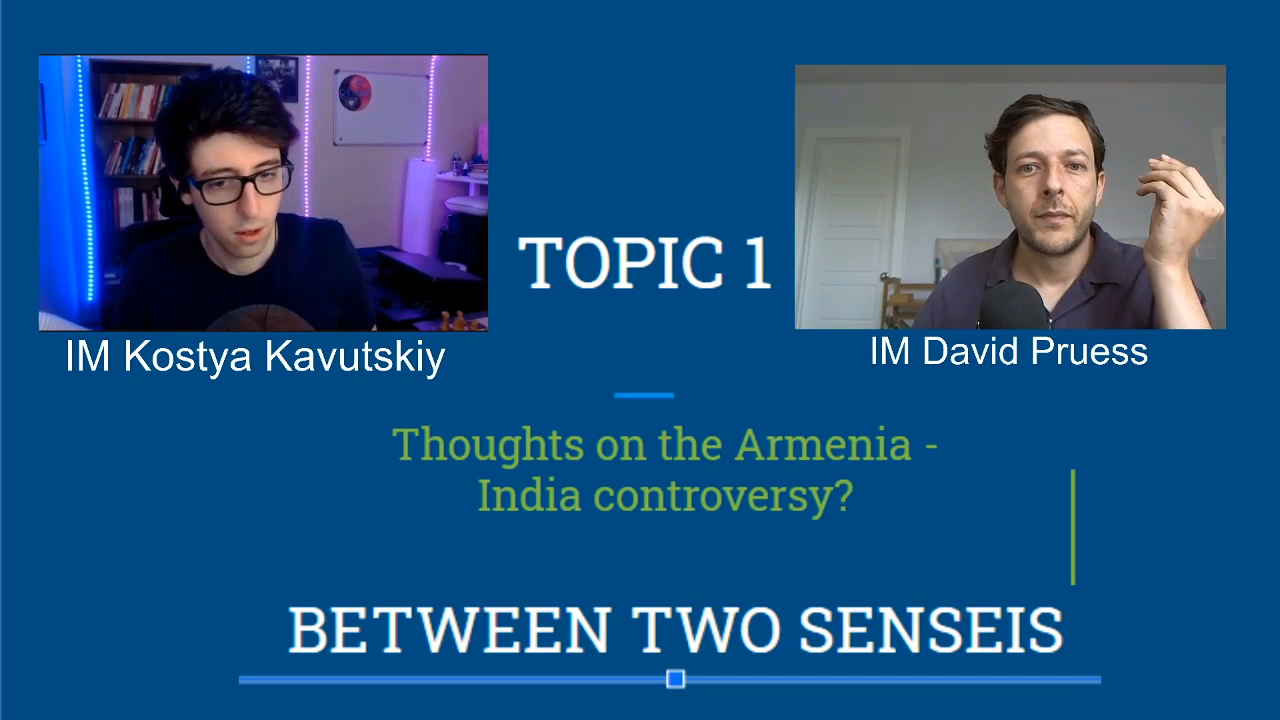 TOPIC 1
IM Kostya Kavutskiy
IM David Pruess
Thoughts on the Armenia -
India controversy?
BETWEEN TWO SENSEIS